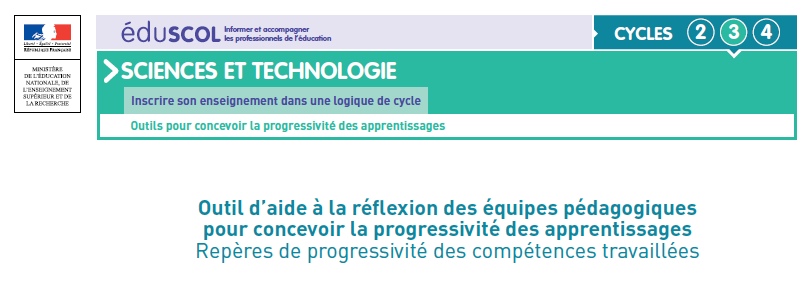 Liberté • Égalité • Fraternité
RÉPUBLIQUE FRANÇAISE
MINISTÈRE
DE L'ÉDUCATION
NATIONALE, DE
L'ENSEIGNEMENT
SUPÉRIEUR ET DE
LA RECHERCHE
éduSCOL
Informer et accompagner
les professionnels de l'éducation
CYCLES 2 3 4
SCIENCES ET TECHNOLOGIE
Inscrire son enseignement dans une logique de cycle
Outils pour concevoir la progressivité des apprentissages
Outil d'aide à la réflexion des équipes pédagogiques
pour concevoir la progressivité des apprentissages
Repères de progressivité des compétences travaillées